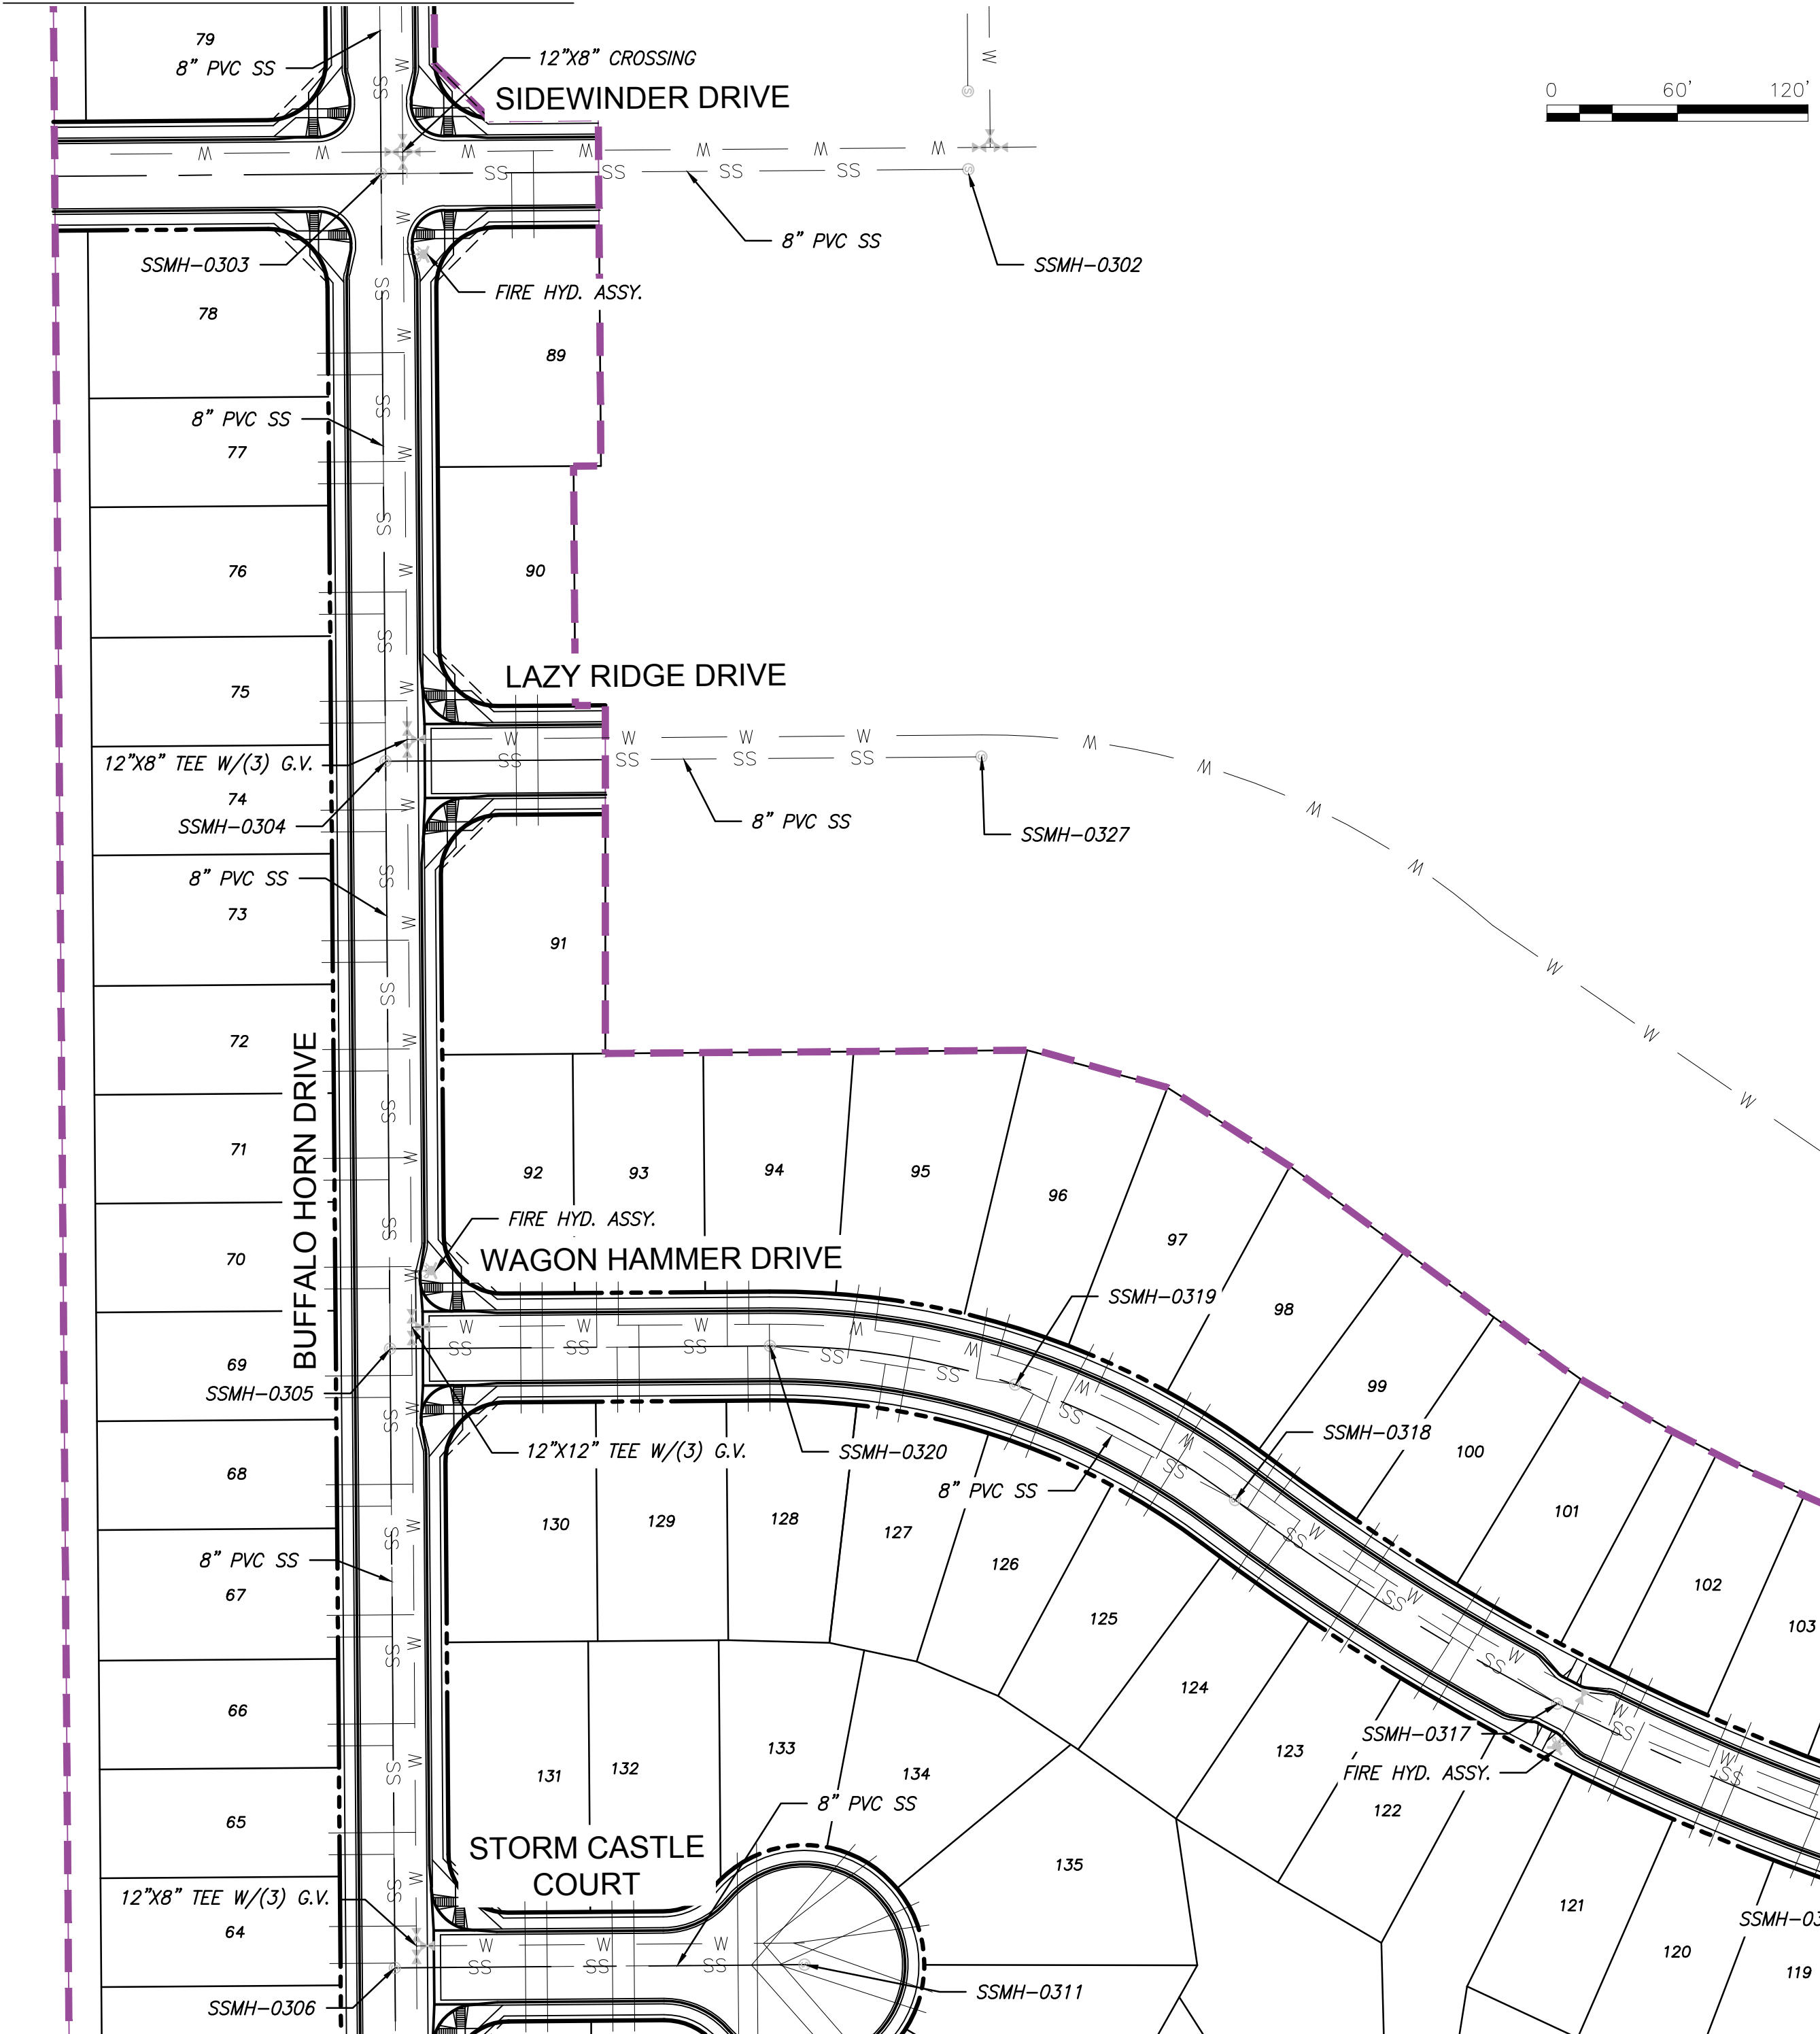 79
8" PVC SS
12"X8" CROSSING
SIDEWINDER DRIVE
0 60' 120'
SSMH-0303
8" PVC SS
SSMH-0302
FIRE HYD. ASSY.
78
89
8" PVC SS
77
76
90
LAZY RIDGE DRIVE
75
12"X8" TEE W/(3) G.V.
74
SSMH-0304
8" PVC SS
SSMH-0327
8" PVC SS
73
91
72
BUFFALO HORN DRIVE
71
92
93
94
95
96
97
FIRE HYD. ASSY.
WAGON HAMMER DRIVE
70
SSMH-0319
98
69
SSMH-0305
99
SSMH-0318
100
12"X12" TEE W/(3) G.V.
SSMH-0320
68
8" PVC SS
101
130
129
128
127
126
8" PVC SS
67
102
125
103
124
66
SSMH-0317
133
123
FIRE HYD. ASSY.
131
132
134
8" PVC SS
122
65
STORM CASTLE
COURT
135
12"X8" TEE W/(3) G.V.
64
121
SSMH-03
120
119
SSMH-0306
SSMH-0311
W
SS